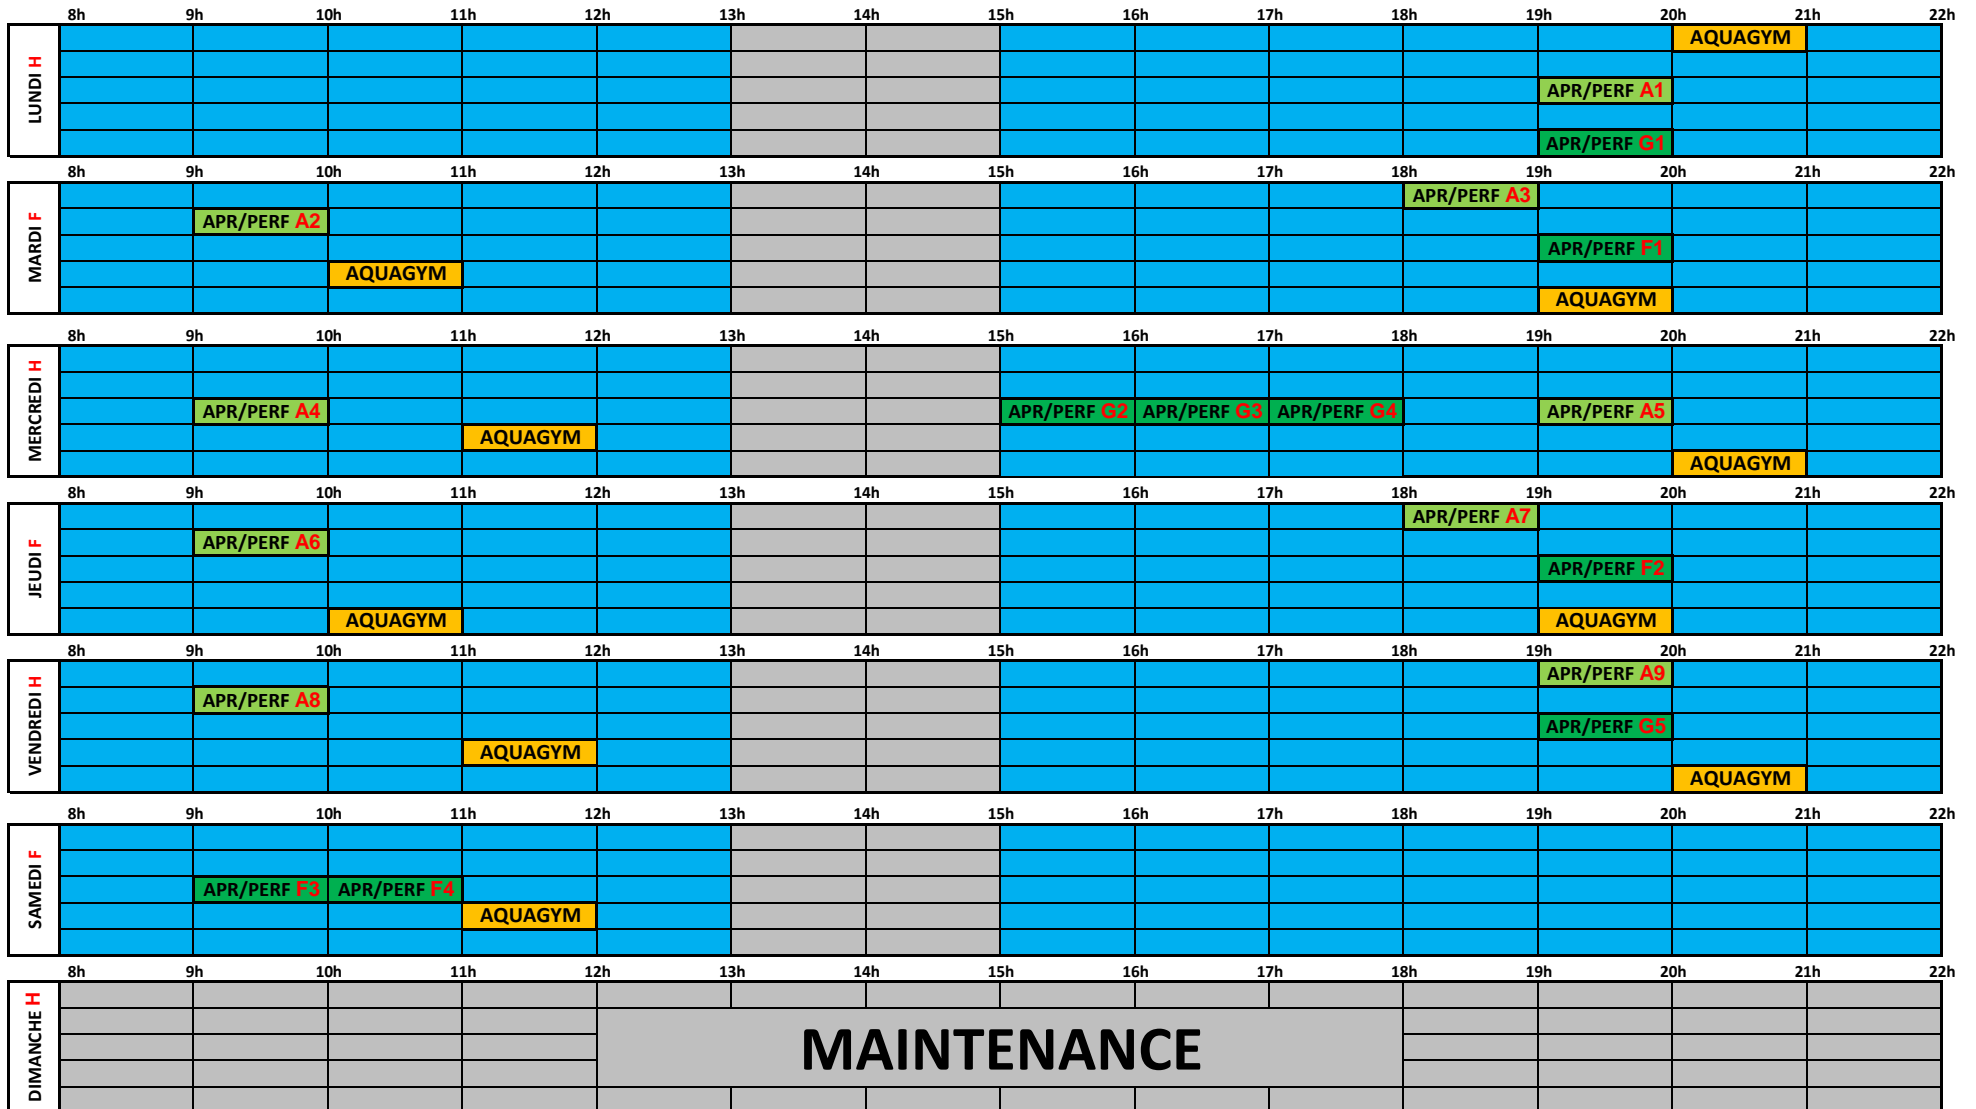 8h 9h 10h 11h 12h 13h 14h 15h 16h 17h 18h 19h 20h 21h 22h
LUNDI H
AQUAGYM
APR/PERF A1
APR/PERF G1
8h 9h 10h 11h 12h 13h 14h 15h 16h 17h 18h 19h 20h 21h 22h
MARDI F
APR/PERF A3
APR/PERF A2
APR/PERF F1
AQUAGYM
AQUAGYM
8h 9h 10h 11h 12h 13h 14h 15h 16h 17h 18h 19h 20h 21h 22h
MERCREDI H
APR/PERF A4 APR/PERF G2 APR/PERF G3 APR/PERF G4 APR/PERF A5
AQUAGYM
AQUAGYM
8h 9h 10h 11h 12h 13h 14h 15h 16h 17h 18h 19h 20h 21h 22h
JEUDI F
APR/PERF A7
APR/PERF A6
APR/PERF F2
AQUAGYM AQUAGYM
8h 9h 10h 11h 12h 13h 14h 15h 16h 17h 18h 19h 20h 21h 22h
VENDREDI H
APR/PERF A9
APR/PERF A8
APR/PERF G5
AQUAGYM
AQUAGYM
8h 9h 10h 11h 12h 13h 14h 15h 16h 17h 18h 19h 20h 21h 22h
SAMEDI F
APR/PERF F3 APR/PERF F4
AQUAGYM
8h 9h 10h 11h 12h 13h 14h 15h 16h 17h 18h 19h 20h 21h 22h
DIMANCHE H
MAINTENANCE